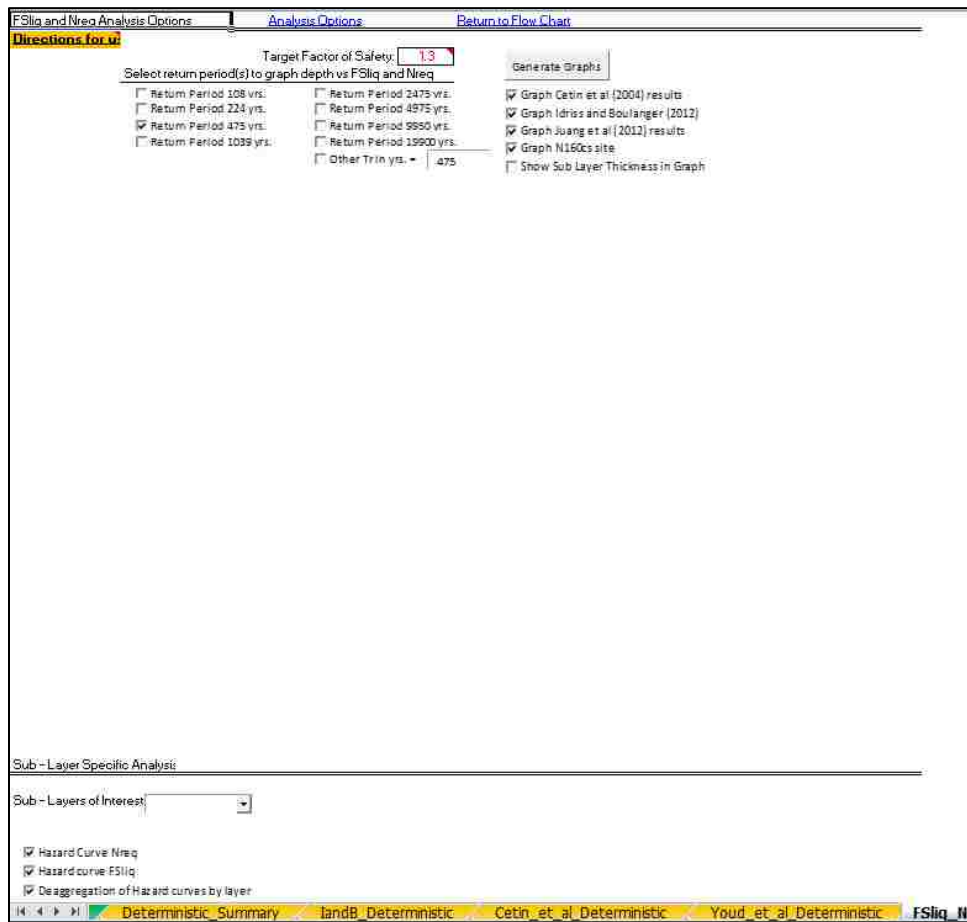 FSliq and Nreq Analysis Options Analysis Options Return to Flow Chart
Directions for u
Target Factor of Safety: 1.3
Select return period(s) to graph depth vs FSliq and Nreq
Generate Graphs
Return Period 108 yrs. Return Period 2475 yrs. Graph Cetin et al (2004) results
Return Period 224 yrs. Return Period 4975 yrs. Graph Idriss and Boulanger (2012)
Return Period 475 yrs. Return Period 9950 yrs. Graph Juang et al (2012) results
Return Period 1039 yrs. Return Period 19900 yrs. Graph N160cs site
Other Tr in yrs. = 475 Show Sub Layer Thickness in Graph
Sub - Layer Specific Analysis
Sub - Layers of Interest
Hazard Curve Nreq
Hazard curve FSliq
Deaggregation of Hazard curves by layer
Deterministic_Summary IandB_Deterministic Cetin_et_al_Deterministic Youd_et_al_Deterministic FSliq_N